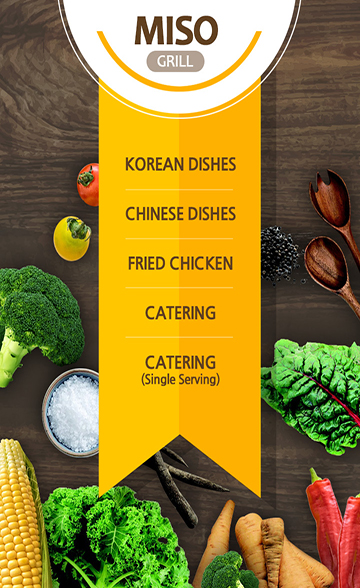 MISO
GRILL
KOREAN DISHES
CHINESE DISHES
FRIED CHICKEN
CATERING
CATERING
(Single Serving)